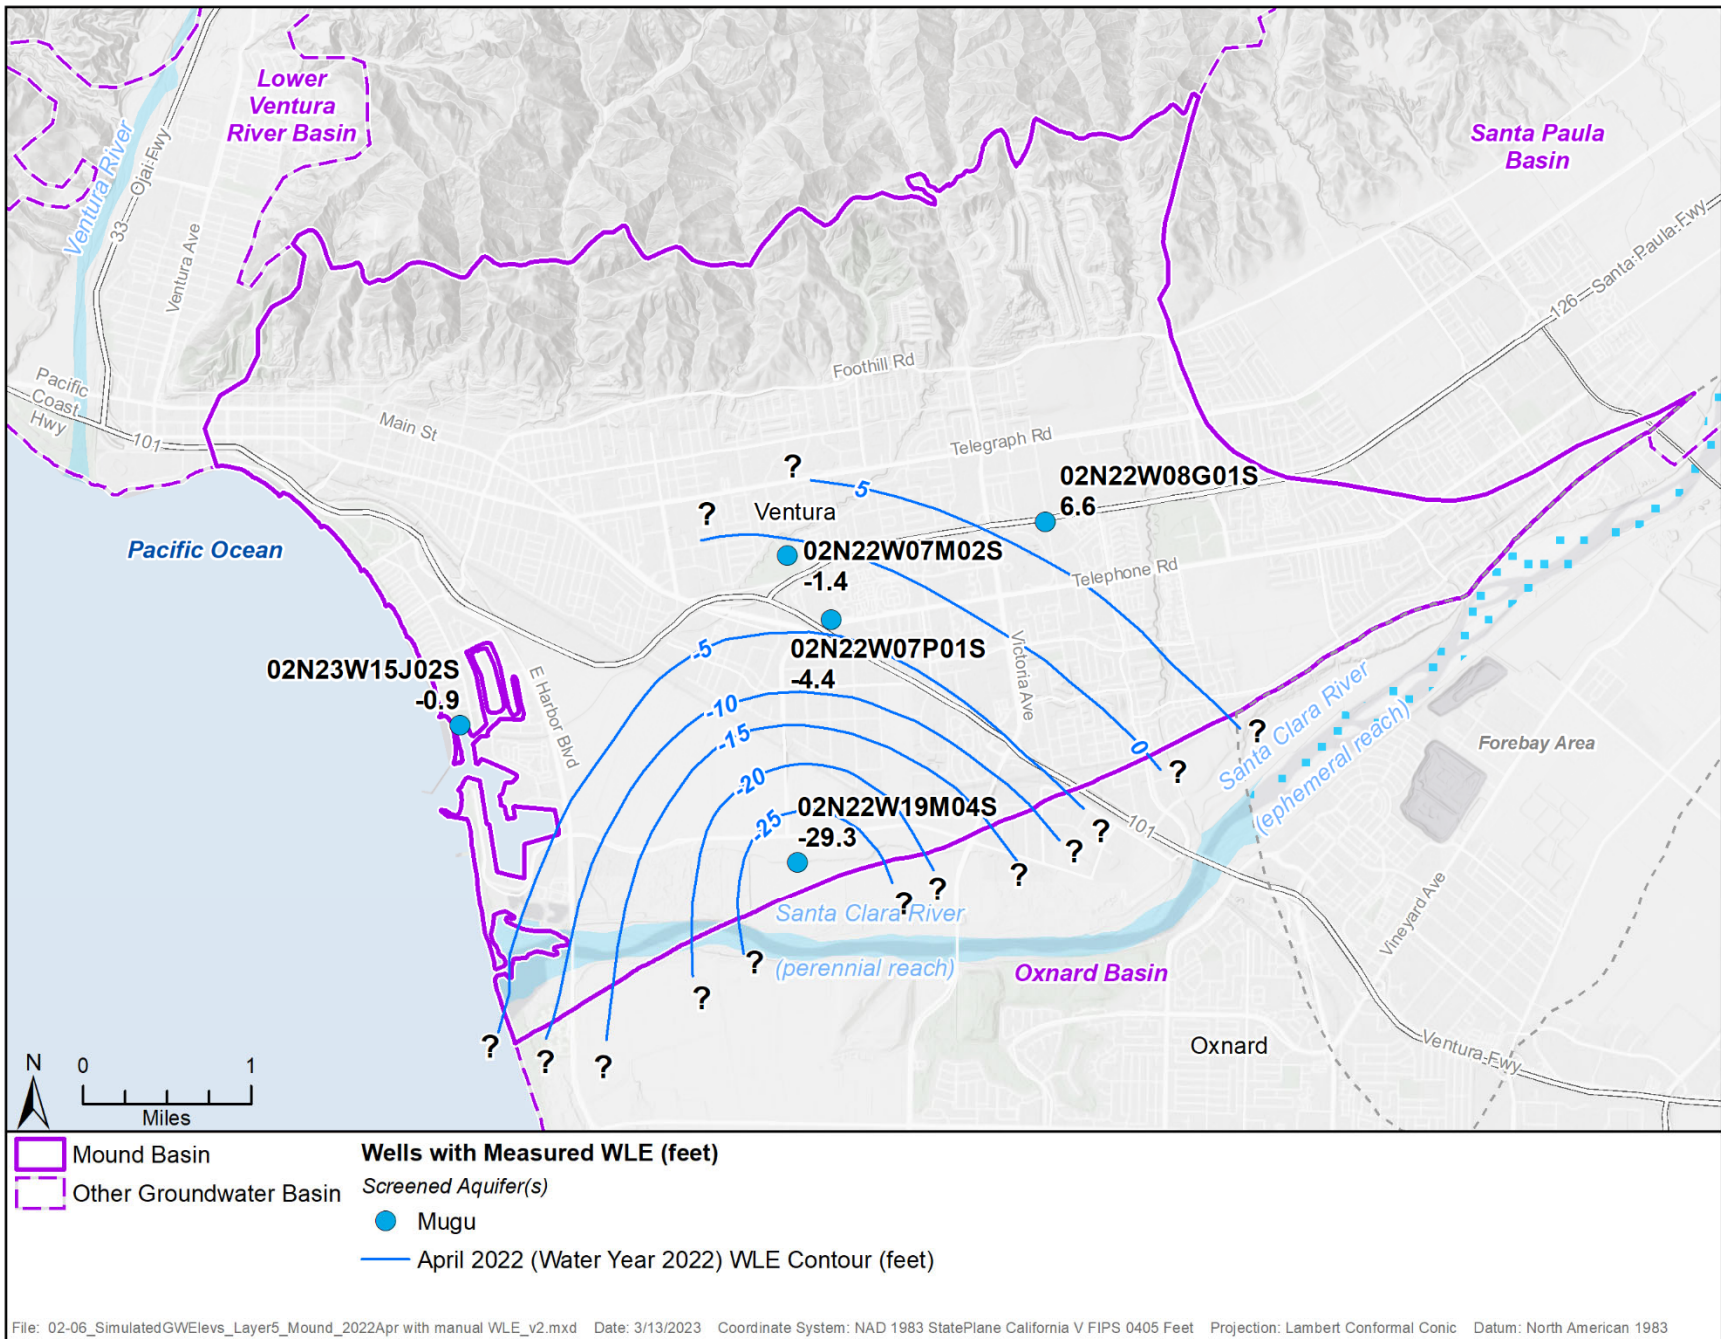 Lower
Ventura
River Basin
Santa Paula
Basin
Ventura River
33
Ojai Fwy
Ventura Ave
126
Santa Paula Fwy
Pacific
Coast
Hwy
101
Main St
Foothill Rd
Telegraph Rd
?
5
02N22W08G01S
6.6
?
Ventura
Pacific Ocean
02N22W07M02S
-1.4
Telephone Rd
02N22W07P01S
-4.4
-5
Victoria Ave
02N23W15J02S
-0.9
E Harbor Blvd
-10
-15
0
?
?
Santa Clara River
(ephemeral reach)
Forebay Area
-20
02N22W19M04S
-29.3
-25
101
?
?
?
?
?
Santa Clara River
(perennial reach)
Vineyard Ave
Oxnard Basin
?
?
?
?
?
Oxnard
Ventura Fwy
N
0 1
Miles
Mound Basin
Other Groundwater Basin
Wells with Measured WLE (feet)
Screened Aquifer(s)
Mugu
April 2022 (Water Year 2022) WLE Contour (feet)
File: 02-06_SimulatedGWElevs_Layer5_Mound_2022Apr with manual WLE_v2.mxd Date: 3/13/2023 Coordinate System: NAD 1983 StatePlane California V FIPS 0405 Feet Projection: Lambert Conformal Conic Datum: North American 1983